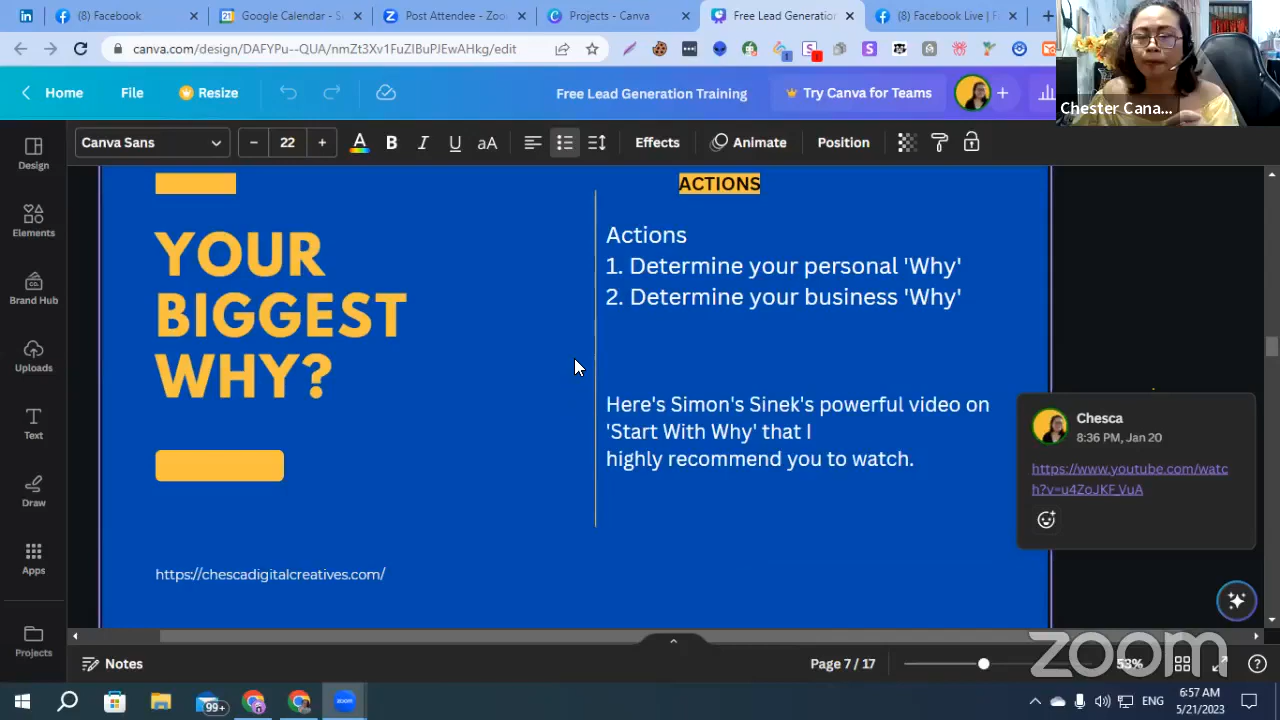 (8) Facebook
Google Calendar - S
Post Attendee - Zoo
Projects - Canva
Free Lead Generatio
(8) Facebook Live | F
canva.com/design/DAFYPu--QUA/nmZt3Xv1FuZIBuPJEwAHkg/edit
Home
File
Resize
Free Lead Generation Training
Try Canva for Teams
Chester Cana...
Canva Sans
22
B
I
U
aA
Effects
Animate
Position
Design
Elements
Brand Hub
Uploads
Text
Draw
Apps
Projects
YOUR
BIGGEST
WHY?
https://chescadigitalcreatives.com/
ACTIONS
Actions
1. Determine your personal 'Why'
2. Determine your business 'Why'
Here's Simon's Sinek's powerful video on
'Start With Why' that I
highly recommend you to watch.
Chesca
8:36 PM, Jan 20
https://www.youtube.com/watc
h?v=u4ZoJKF_VuA
Notes
Page 7 / 17
53%
zoom
99+
zoom
ENG
6:57 AM
5/21/2023